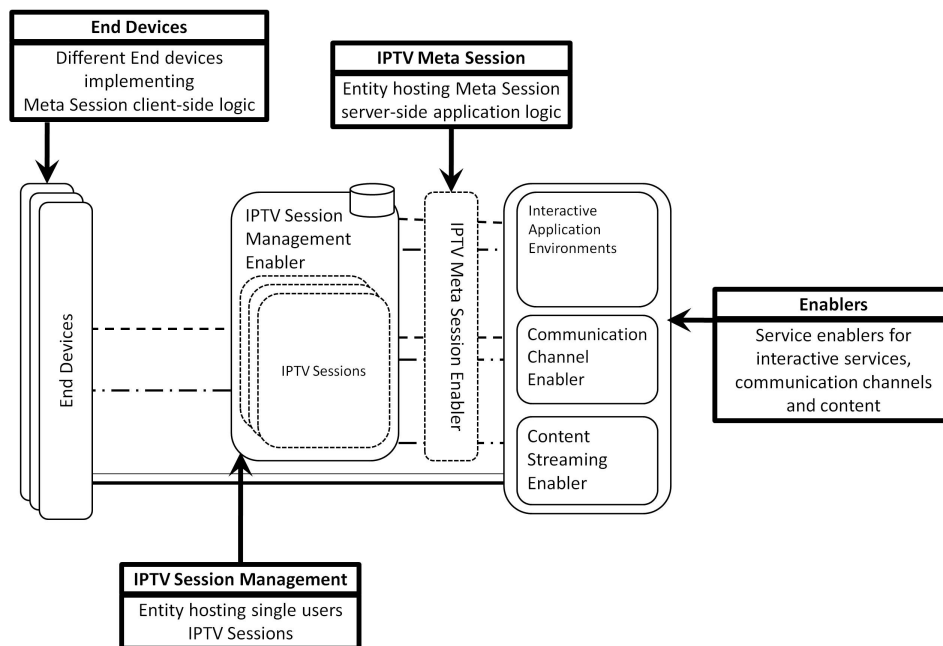 End Devices
Different End devices
implementing
Meta Session client-side logic
IPTV Meta Session
Entity hosting Meta Session
server-side application logic
End Devices
IPTV Session
Management
Enabler
IPTV Sessions
IPTV Meta Session Enabler
Interactive
Application
Environments
Communication
Channel
Enabler
Content
Streaming
Enabler
Enablers
Service enablers for
interactive services,
communication channels
and content
IPTV Session Management
Entity hosting single users
IPTV Sessions